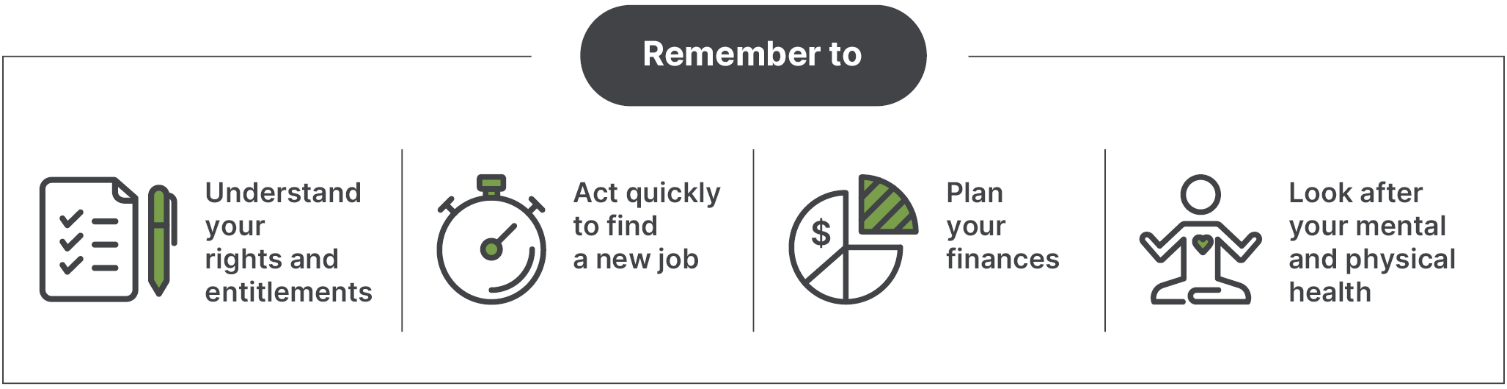 Remember to
Understand
your
rights and
entitlements
Act quickly
to find
a new job
$
Plan
your
finances
Look after
your mental
and physical
health